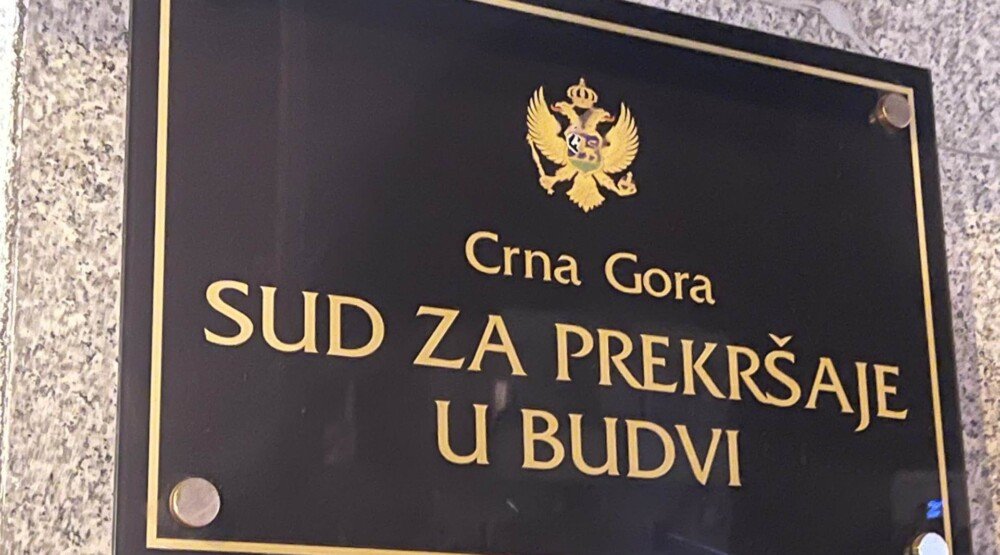 Crna Gora
SUD ZA PREKRŠAJE
U BUDVI